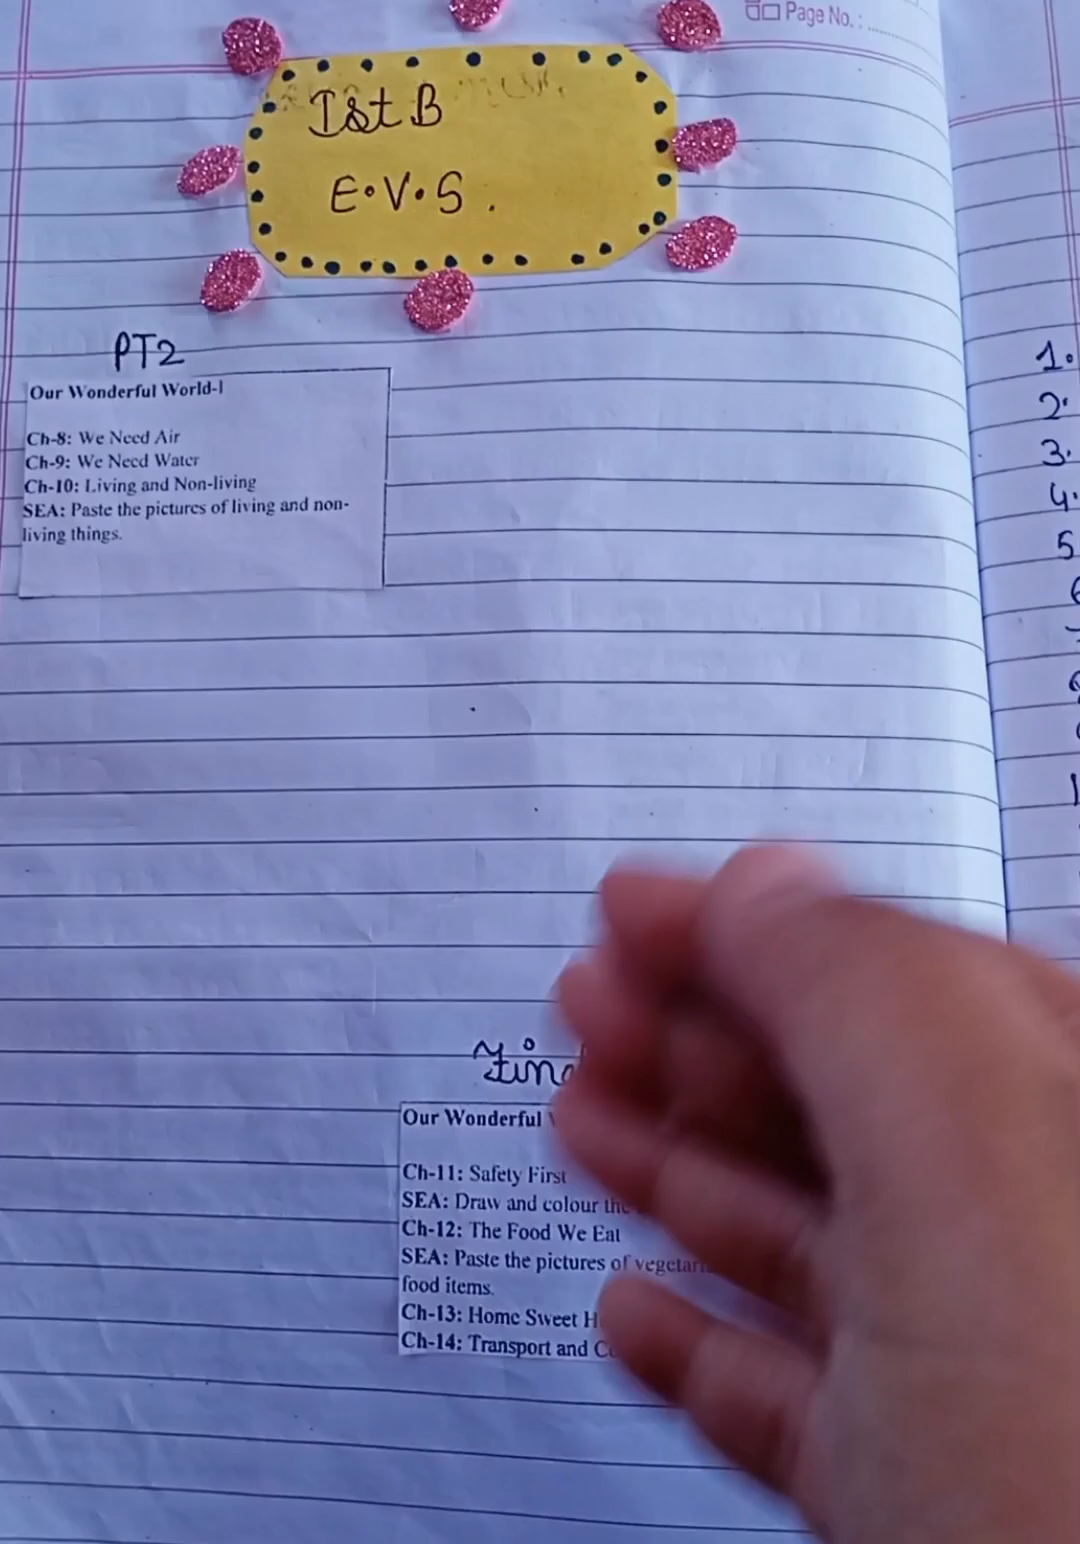 Page No. :
Ist B
E.V.S.
PT2
Our Wonderful World-I
Ch-8: We Need Air
Ch-9: We Need Water
Ch-10: Living and Non-living
SEA: Paste the pictures of living and non-
living things.
1.
2.
3.
4.
5
Our Wonderful
Ch-11: Safety First
SEA: Draw and colour the
Ch-12: The Food We Eat
SEA: Paste the pictures of
food items.
Ch-13: Home Sweet
Ch-14: Transport and